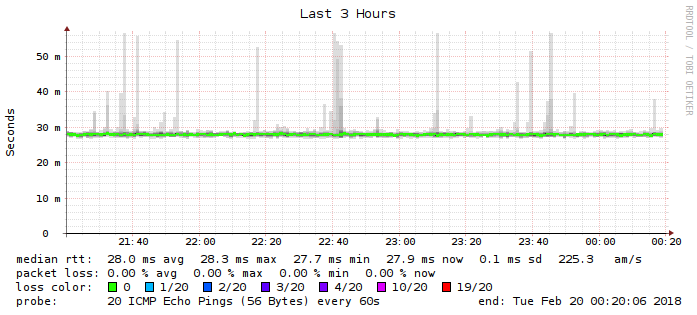 Last 3 Hours
RRDTOOL / TOBI OETIKER
Seconds
50 m
40 m
30 m
20 m
10 m
0
21:40 22:00 22:20 22:40 23:00 23:20 23:40 00:00 00:20
median rtt: 28.0 ms avg 28.3 ms max 27.7 ms min 27.9 ms now 0.1 ms sd 225.3 am/s
packet loss: 0.00 % avg 0.00 % max 0.00 % min 0.00 % now
loss color: 0 1/20 2/20 3/20 4/20 10/20 19/20
probe: 20 ICMP Echo Pings (56 Bytes) every 60s end: Tue Feb 20 00:20:06 2018